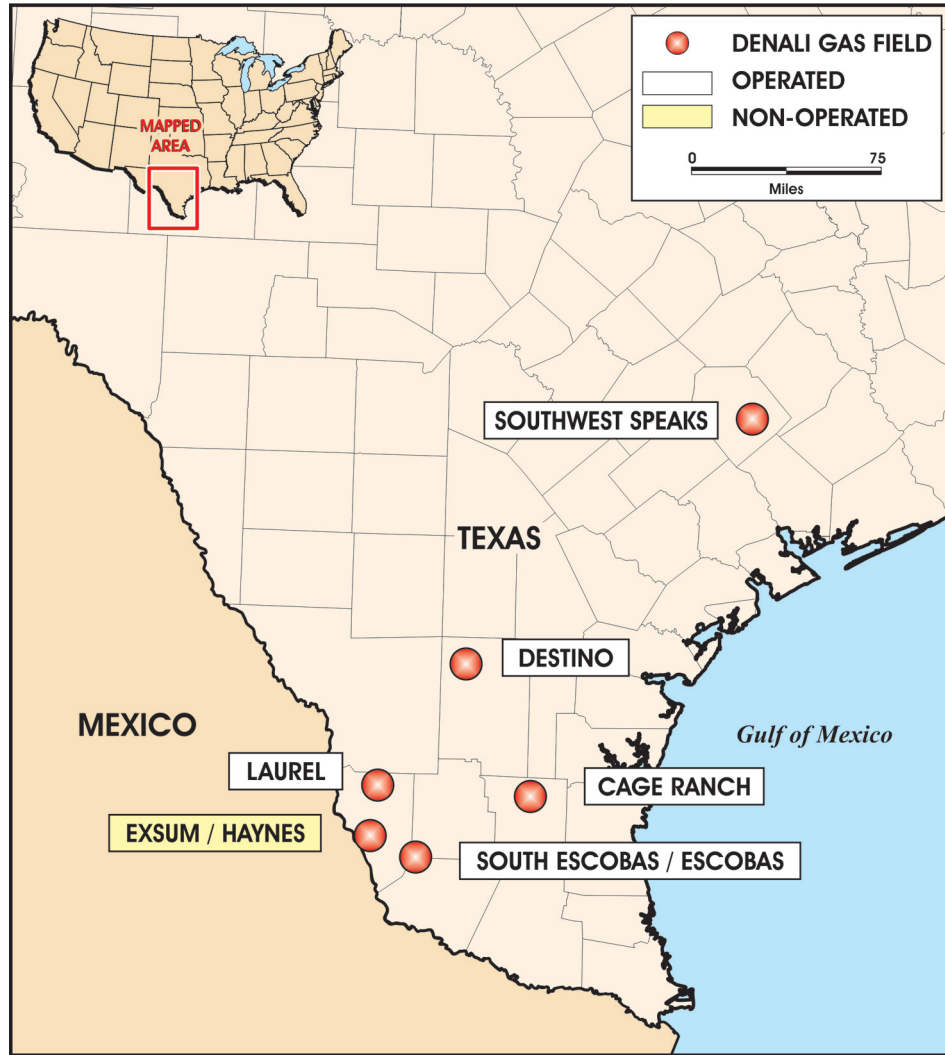 MAPPED
AREA
DENALI GAS FIELD
OPERATED
NON-OPERATED
0 75
Miles
SOUTHWEST SPEAKS
TEXAS
DESTINO
MEXICO
Gulf of Mexico
LAUREL
CAGE RANCH
EXSUM / HAYNES
SOUTH ESCOBAS / ESCOBAS